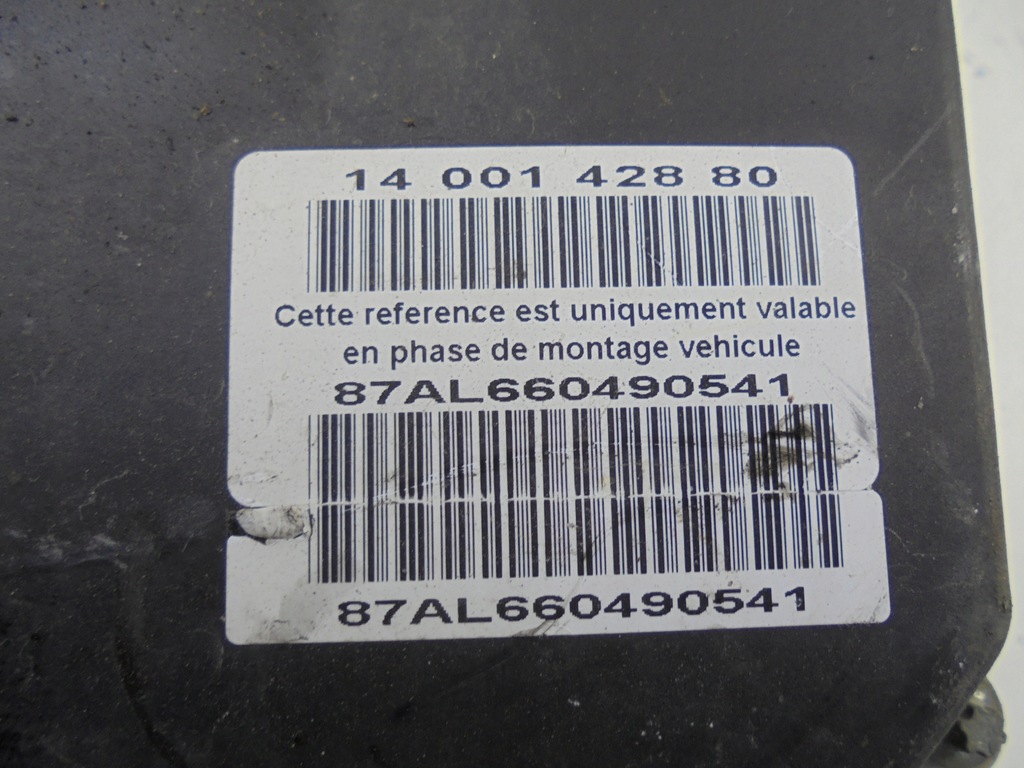 14 001 428 80
Cette reference est uniquement valable
en phase de montage vehicule
87AL660490541
87AL660490541